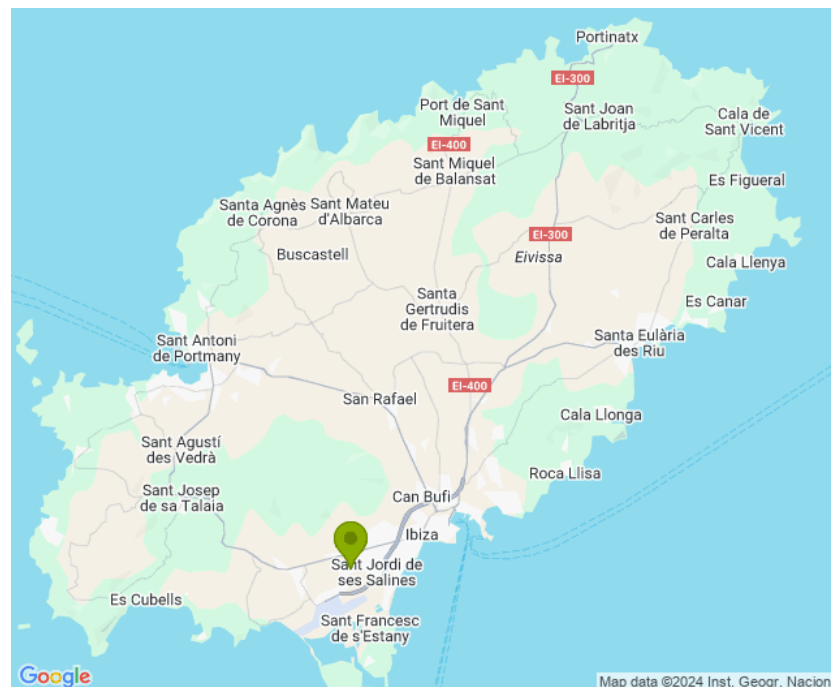 Portinatx
EI-300
Port de Sant
Miquel
Sant Joan
de Labritja
Cala de
Sant Vicent
EI-400
Sant Miquel
de Balansat
Es Figueral
Santa Agnès
de Corona
Sant Mateu
d'Albarca
Sant Carles
de Peralta
EI-300
Buscastell
Eivissa
Cala Llenya
Santa
Gertrudis
de Fruitera
Es Canar
Sant Antoni
de Portmany
Santa Eulària
des Riu
EI-400
San Rafael
Cala Llonga
Sant Agustí
des Vedrà
Roca Llisa
Sant Josep
de sa Talaia
Can Bufi
Ibiza
Sant Jordi de
ses Salines
Es Cubells
Sant Francesc
de s'Estany
Google
Map data ©2024 Inst. Geogr. Nacion